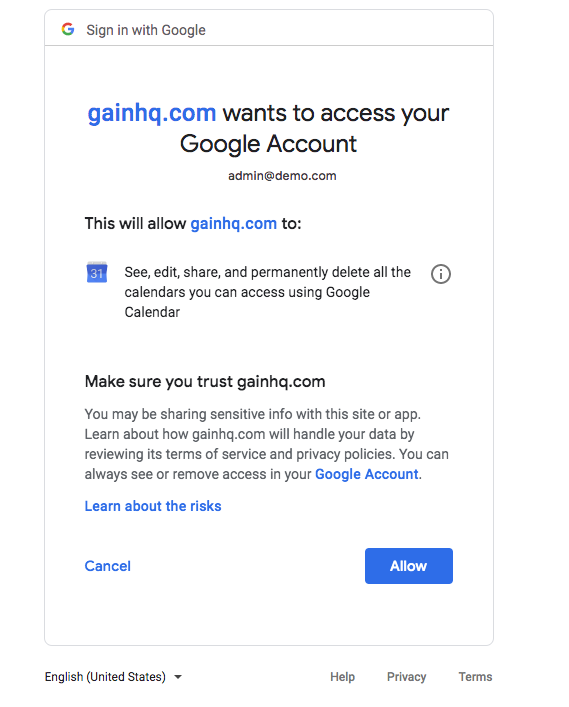 Sign in with Google
gainhq.com wants to access your
Google Account
admin@demo.com
This will allow gainhq.com to:
31
See, edit, share, and permanently delete all the
calendars you can access using Google
Calendar
Make sure you trust gainhq.com
You may be sharing sensitive info with this site or app.
Learn about how gainhq.com will handle your data by
reviewing its terms of service and privacy policies. You can
always see or remove access in your Google Account.
Learn about the risks
Cancel
Allow
English (United States)
Help
Privacy
Terms